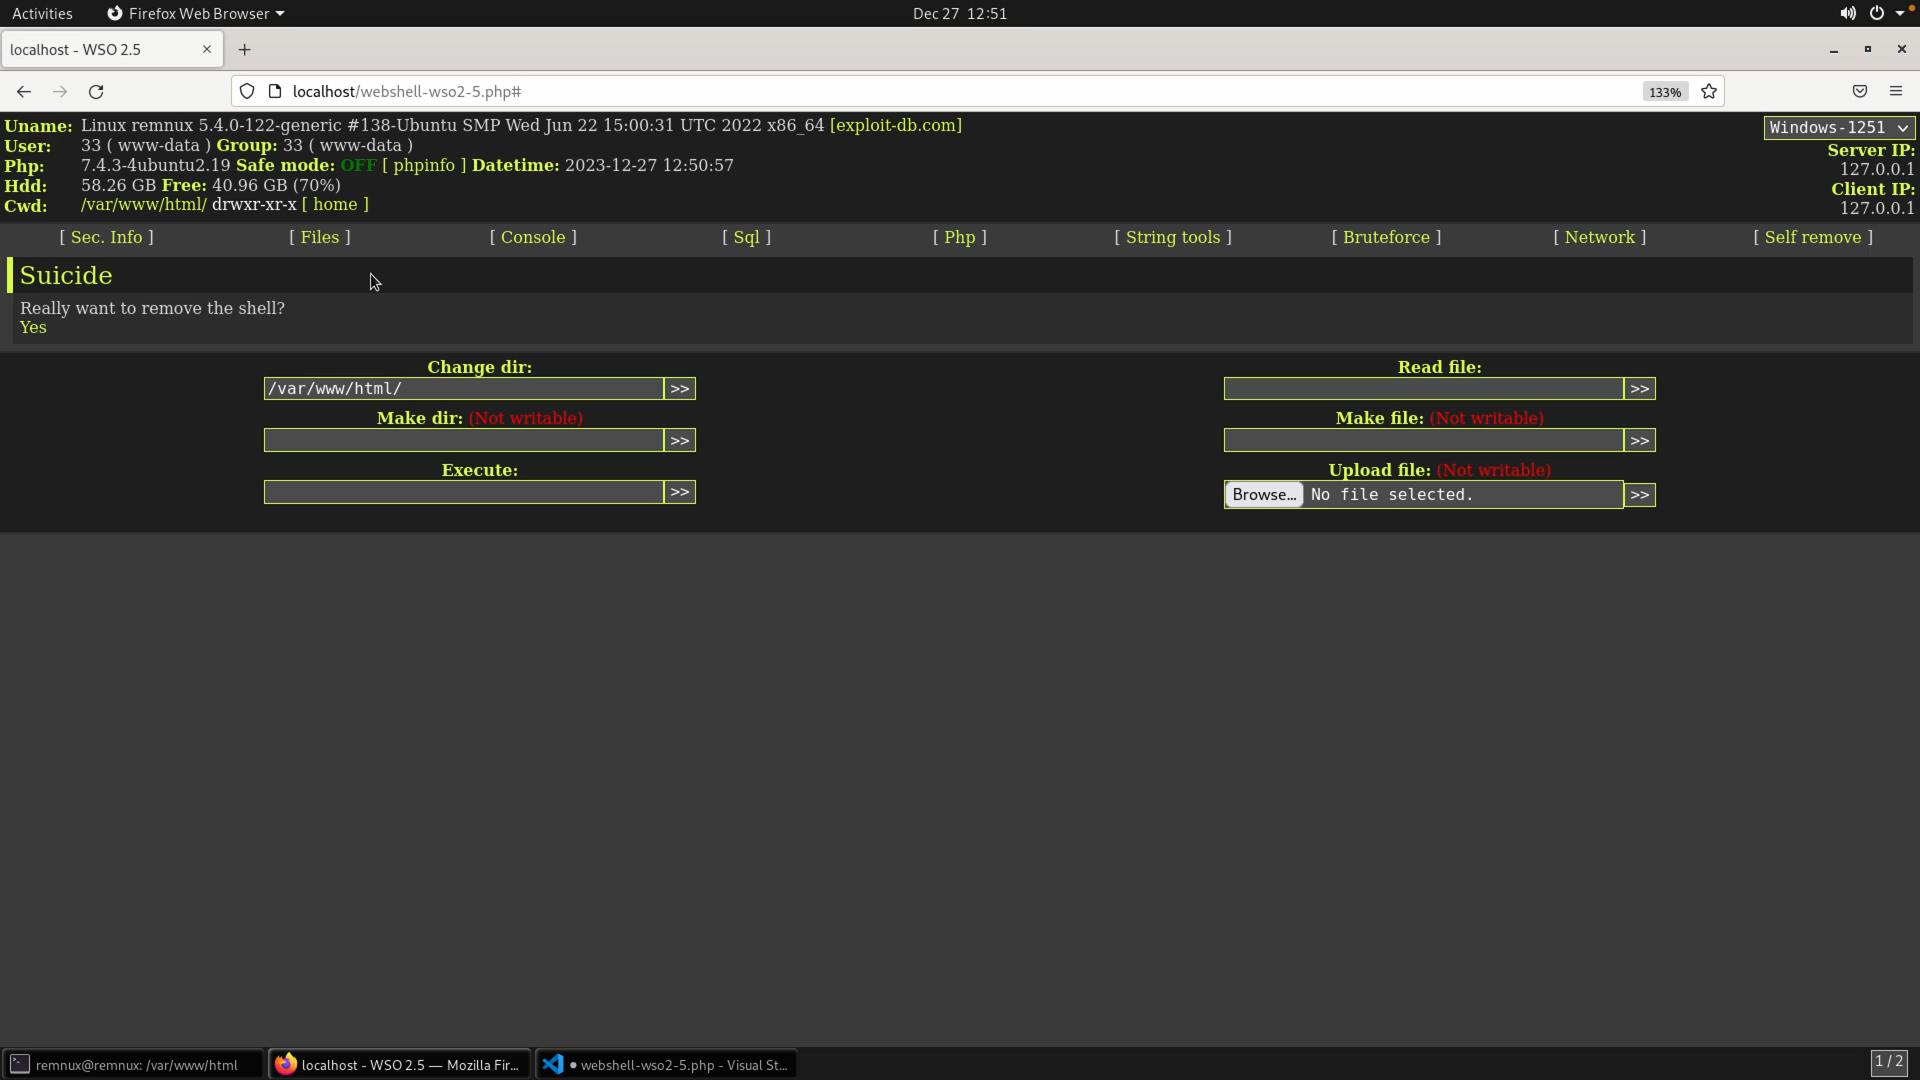 Activities Firefox Web Browser Dec 27 12:51
localhost - WSO 2.5
localhost/webshell-wso2-5.php# 133%
Uname: Linux remnux 5.4.0-122-generic #138-Ubuntu SMP Wed Jun 22 15:00:31 UTC 2022 x86_64 [exploit-db.com] Windows-1251
User: 33 ( www-data ) Group: 33 ( www-data ) Server IP:
Php: 7.4.3-4ubuntu2.19 Safe mode: OFF [ phpinfo ] Datetime: 2023-12-27 12:50:57 127.0.0.1
Hdd: 58.26 GB Free: 40.96 GB (70%) Client IP:
Cwd: /var/www/html/ drwxr-xr-x [ home ] 127.0.0.1
[ Sec. Info ] [ Files ] [ Console ] [ Sql ] [ Php ] [ String tools ] [ Bruteforce ] [ Network ] [ Self remove ]
Suicide
Really want to remove the shell?
Yes
Change dir: Read file:
/var/www/html/ >> >>
Make dir: (Not writable) Make file: (Not writable)
>> >>
Execute: Upload file: (Not writable)
>> Browse... No file selected. >>
remnux@remnux: /var/www/html localhost - WSO 2.5 — Mozilla Fir... ● webshell-wso2-5.php - Visual St... 1 / 2